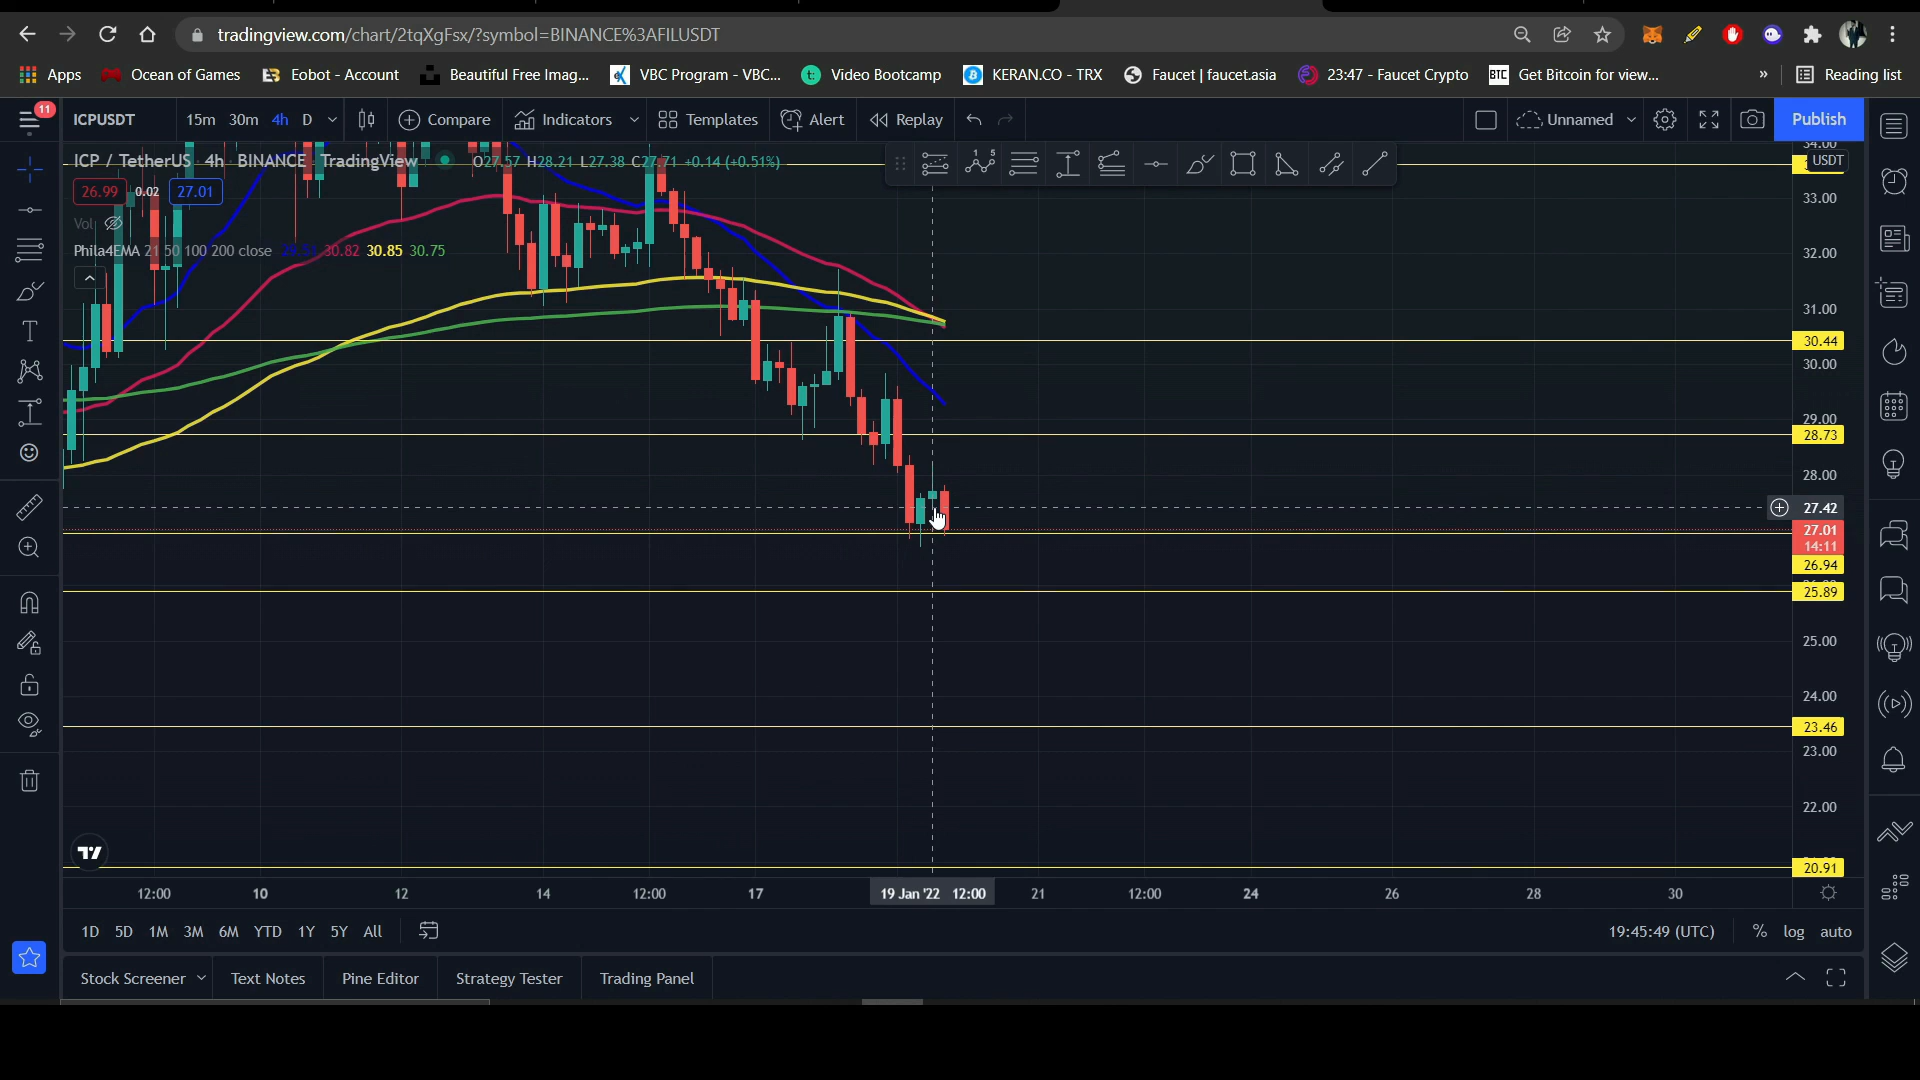 tradingview.com/chart/2tqXgFsx/?symbol=BINANCE%3AFILUSDT
Apps Ocean of Games Eobot - Account Beautiful Free Imag... VBC Program - VBC... Video Bootcamp KERAN.CO - TRX Faucet | faucet.asia 23:47 - Faucet Crypto Get Bitcoin for view... » Reading list
11 ICPUSDT 15m 30m 4h D Compare Indicators Templates Alert Replay Unnamed Publish
ICP / TetherUS 4h BINANCE TradingView O27.57 H28.21 L27.38 C27.71 +0.14 (+0.51%)
34.00
USDT
26.99 0.02 27.01
33.00
Vol
Phila4EMA 21 50 100 200 close 30.82 30.85 30.75
32.00
31.00
30.44
30.00
29.00
28.73
28.00
27.42
27.01
14:11
26.94
25.89
25.00
24.00
23.46
23.00
22.00
20.91
12:00 10 12 14 12:00 17 19 Jan '22 12:00 21 12:00 24 26 28 30
1D 5D 1M 3M 6M YTD 1Y 5Y All 19:45:49 (UTC) % log auto
Stock Screener Text Notes Pine Editor Strategy Tester Trading Panel